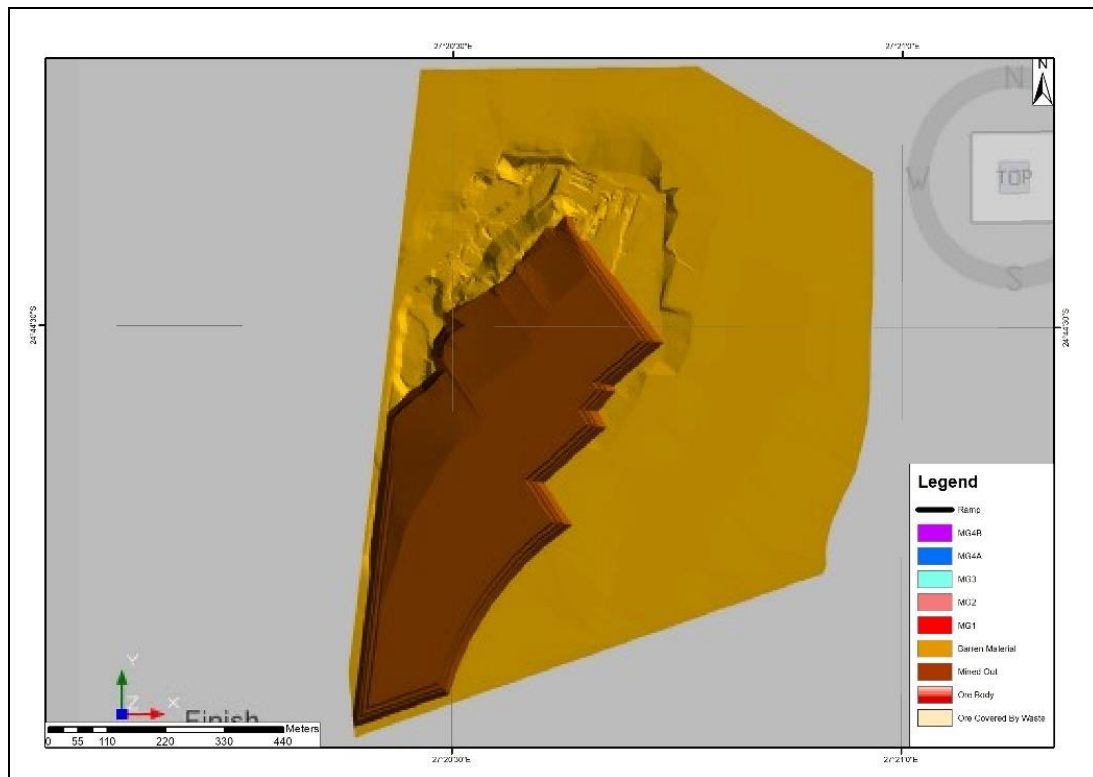 27°20'30"E 27°21'0"E
N
N
W
TOP
S
24°44'30"S 24°44'30"S
Legend
Ramp
MG4B
MG4A
MG3
MG2
MG1
Barren Material
Mined Out
Ore Body
Ore Covered By Waste
Y
Z X
Finish
Meters
0 55 110 220 330 440
27°20'30"E 27°21'0"E